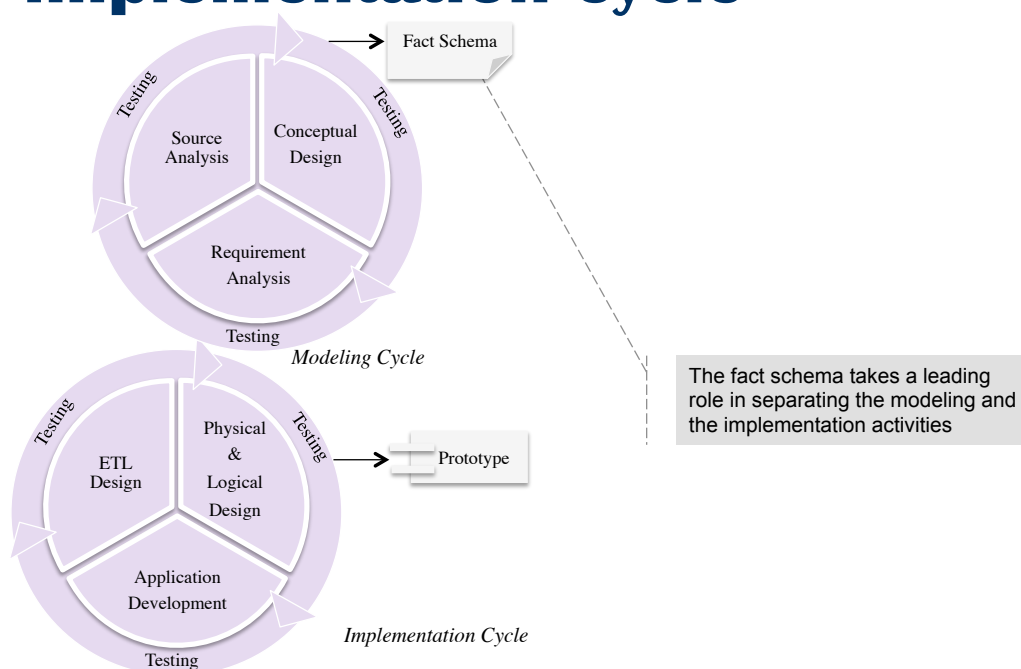 Implementation Cycle
Fact Schema
Testing
Testing
Source
Analysis
Conceptual
Design
Requirement
Analysis
Testing
Modeling Cycle
The fact schema takes a leading
role in separating the modeling and
the implementation activities
Testing
Testing
Physical
&
Logical
Design
ETL
Design
Prototype
Application
Development
Implementation Cycle
Testing